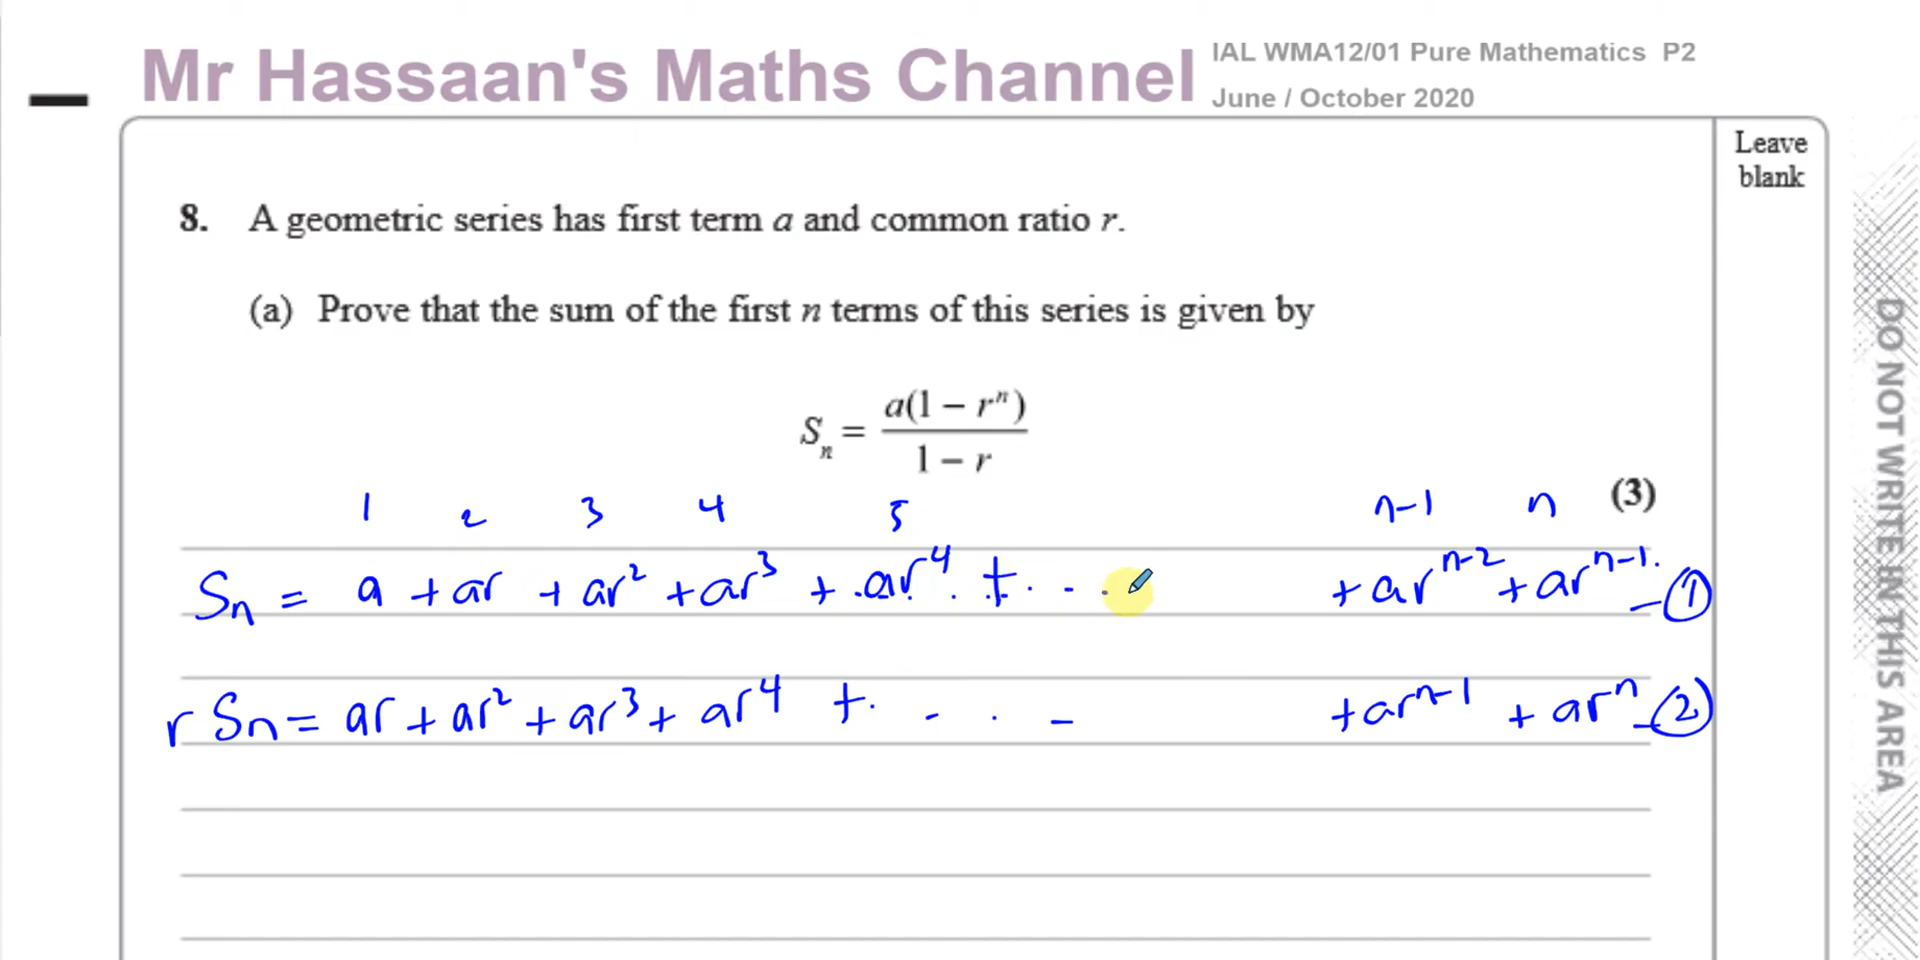 Mr Hassaan's Maths Channel
IAL WMA12/01 Pure Mathematics P2
June / October 2020
Leave
blank
8. A geometric series has first term a and common ratio r.
(a) Prove that the sum of the first n terms of this series is given by
Sₙ = a(1 – rⁿ) / 1 – r
(3)
1 2 3 4 5 n-1 n
Sn = a + ar + ar² + ar³ + .ar⁴ . + . - . + arⁿ⁻² + arⁿ⁻¹. – ①
r Sn = ar + ar² + ar³ + ar⁴ + . - . - + arⁿ⁻¹ + arⁿ – ②
DO NOT WRITE IN THIS AREA